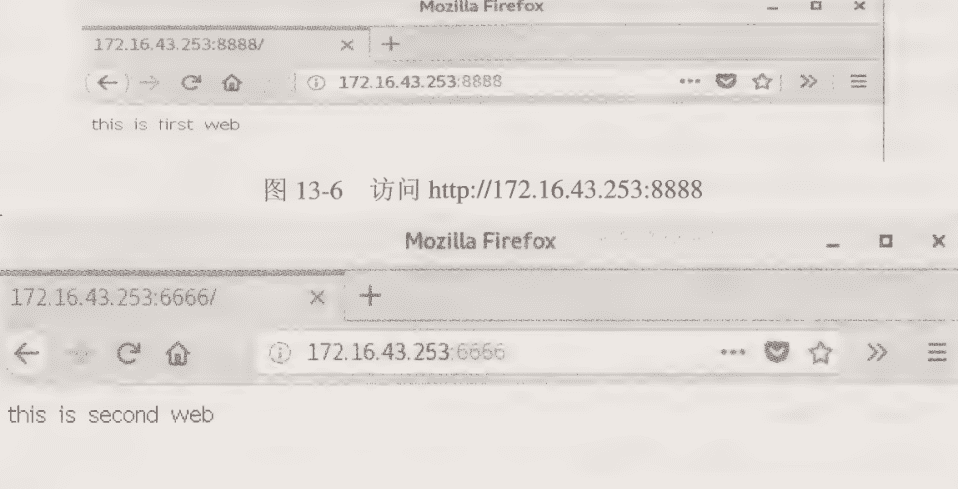 Mozilla Firefox
172.16.43.253:8888/
172.16.43.253:8888
this is first web
图 13-6 访问 http://172.16.43.253:8888
Mozilla Firefox
172.16.43.253:6666/
172.16.43.253:6666
this is second web